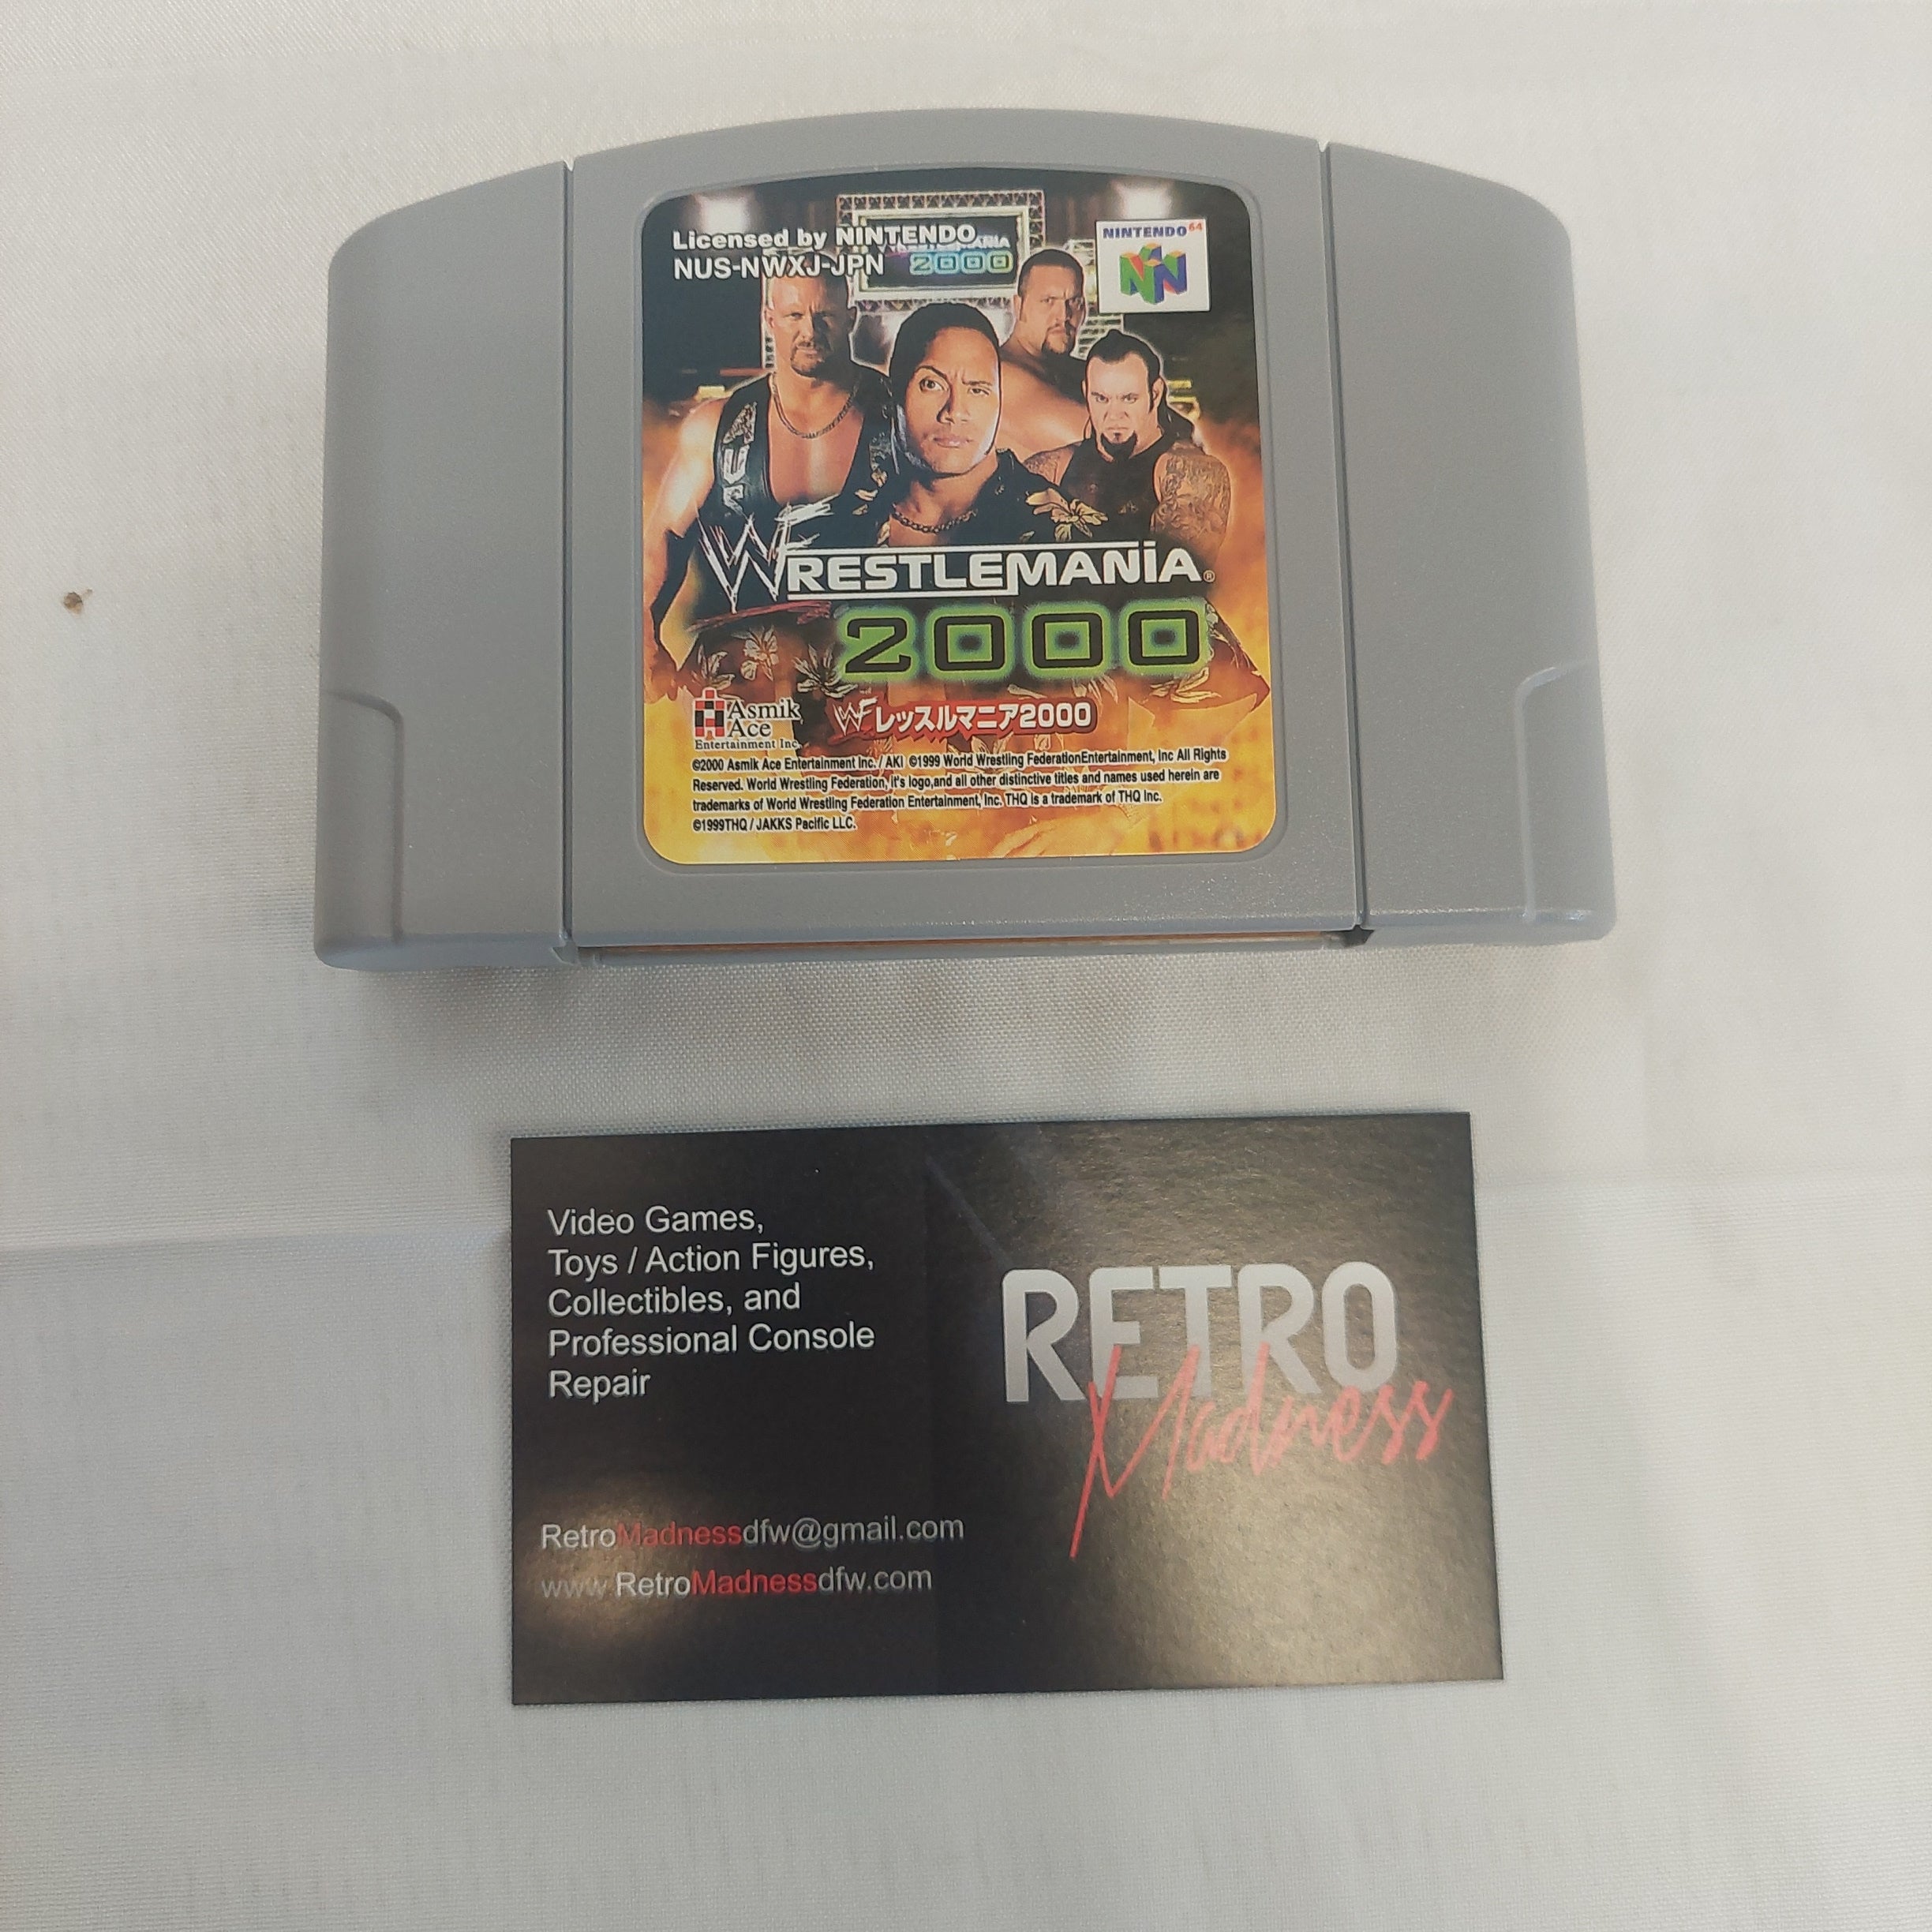 Licensed by NINTENDO
NUS-NWXJ-JPN
WRESTLEMANIA
2000
NINTENDO64
WRESTLEMANIA®
2000
Asmik
Ace
Entertainment Inc.
WF レッスルマニア2000
©2000 Asmik Ace Entertainment Inc. / AKI ©1999 World Wrestling FederationEntertainment, Inc All Rights
Reserved. World Wrestling Federation, it's logo,and all other distinctive titles and names used herein are
trademarks of World Wrestling Federation Entertainment, Inc. THQ is a trademark of THQ Inc.
©1999THQ / JAKKS Pacific LLC.
Video Games,
Toys / Action Figures,
Collectibles, and
Professional Console
Repair
RETRO
Madness
RetroMadnessdfw@gmail.com
www.RetroMadnessdfw.com